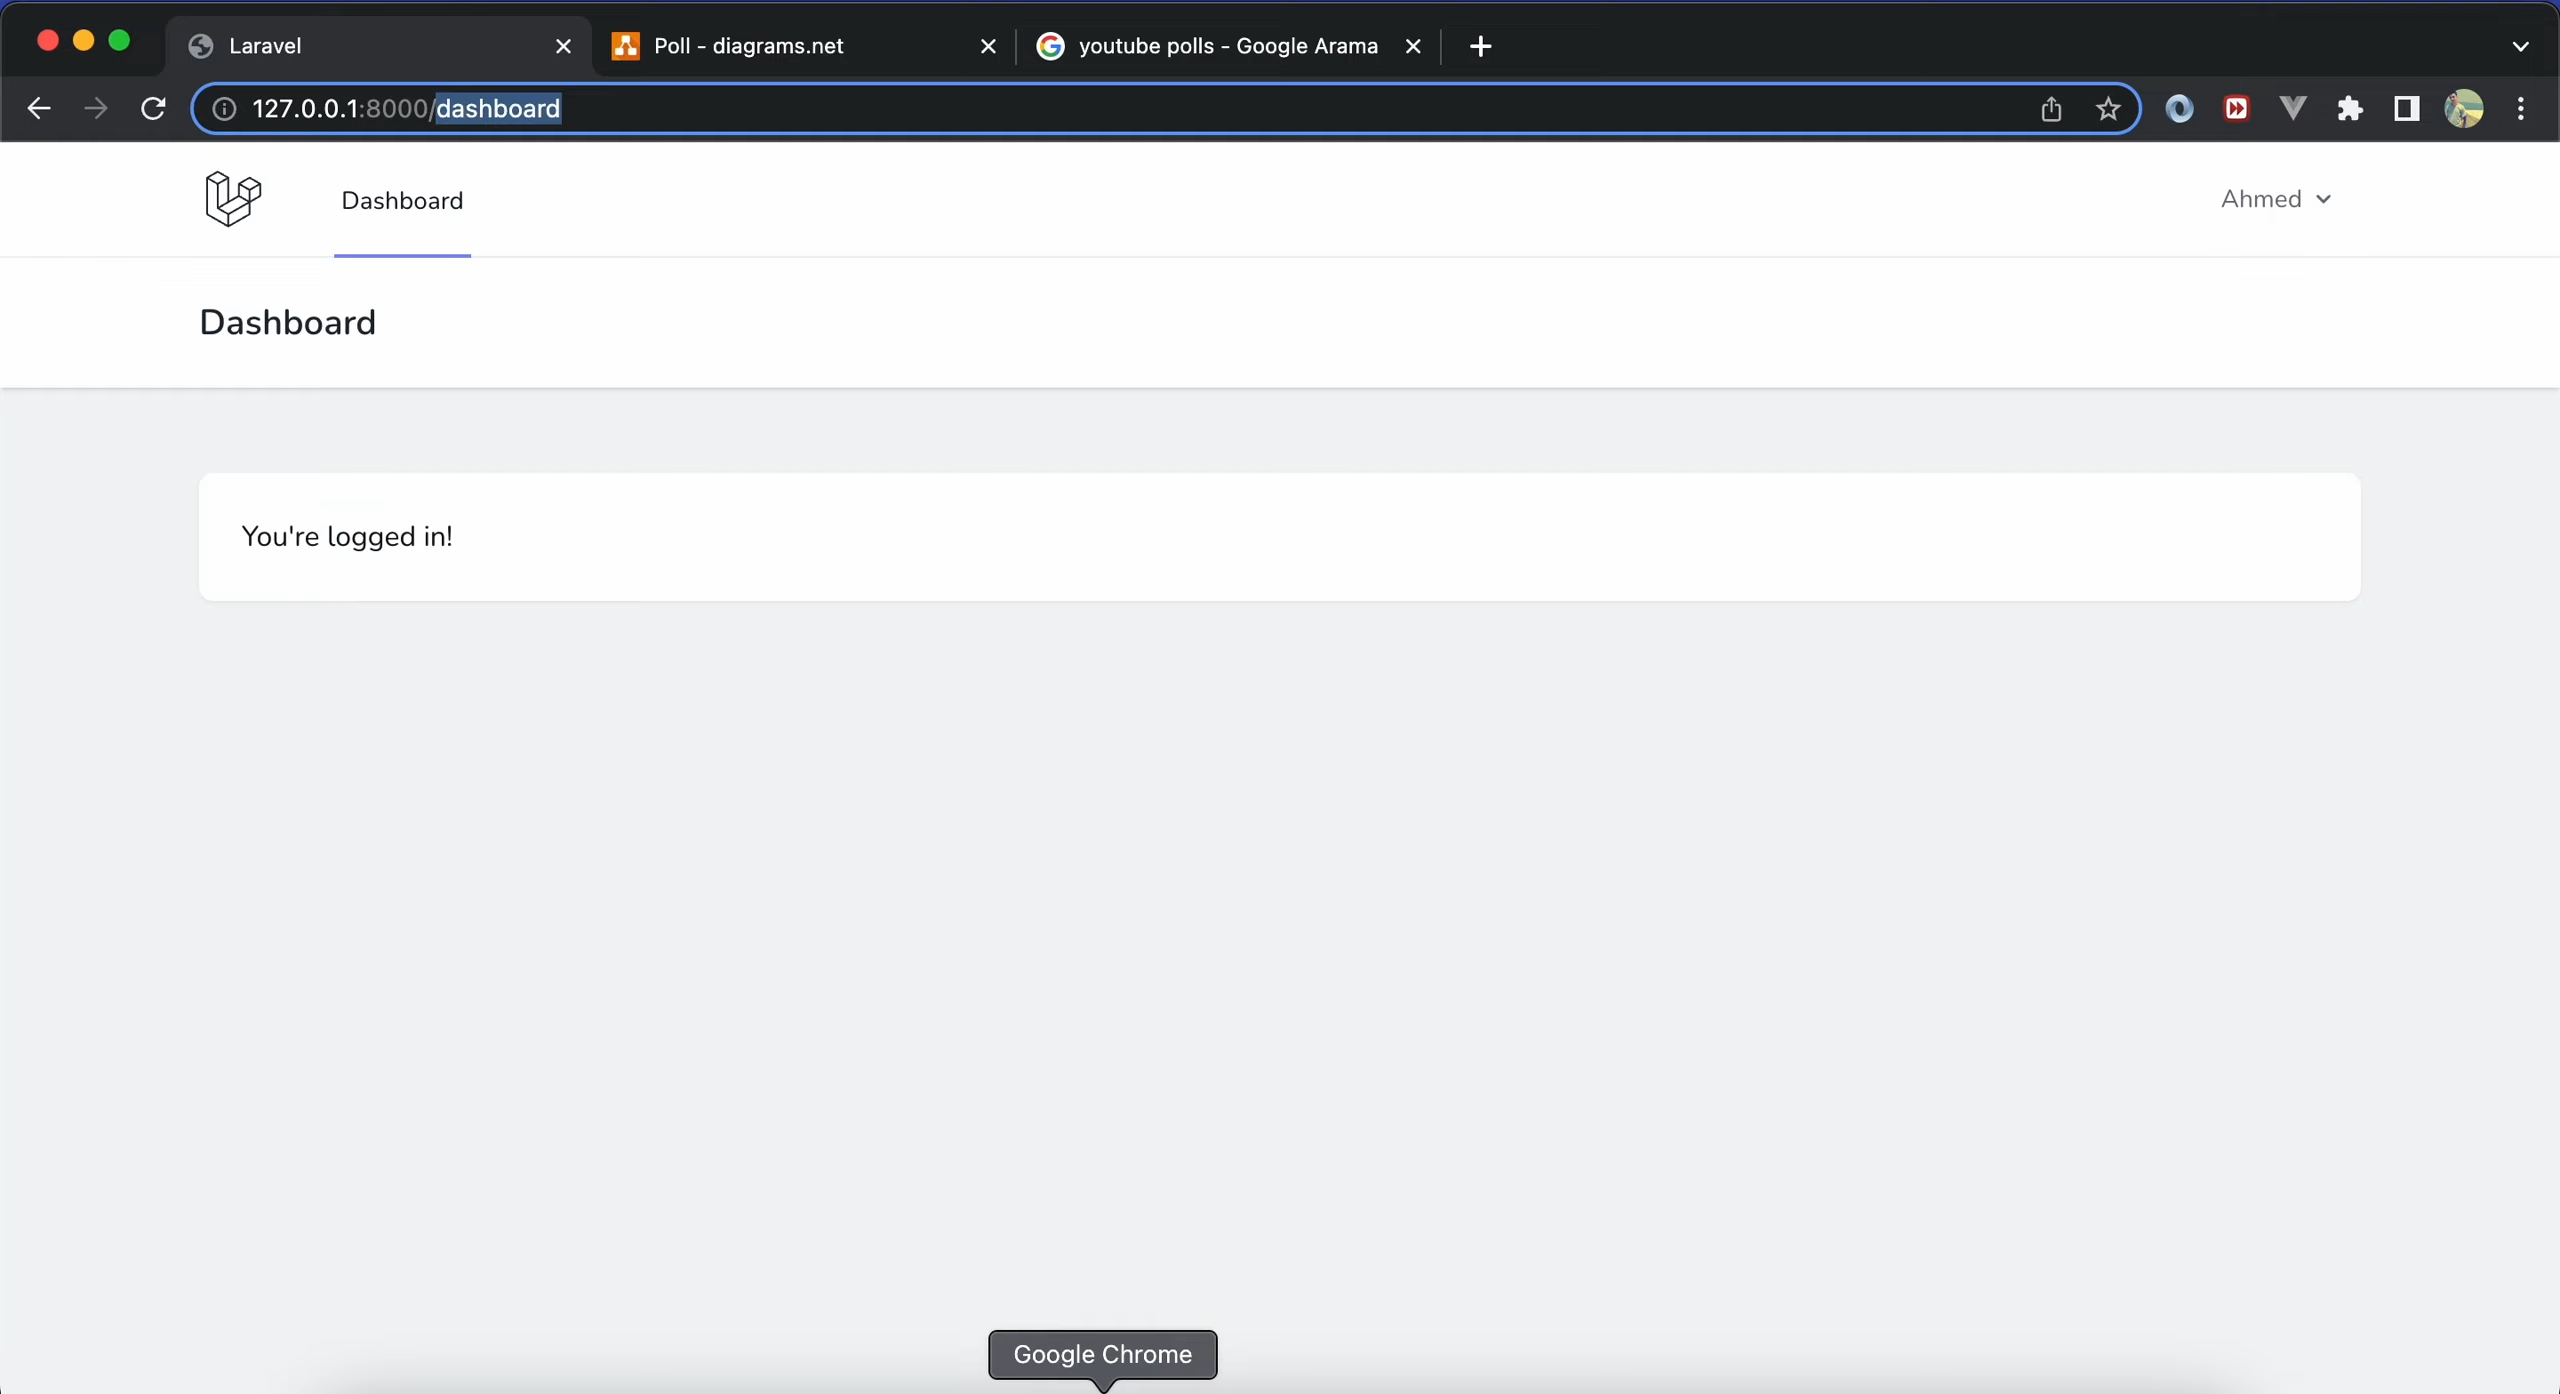 Laravel
Poll - diagrams.net
youtube polls - Google Arama
127.0.0.1:8000/dashboard
Dashboard
Ahmed
Dashboard
You're logged in!
Google Chrome